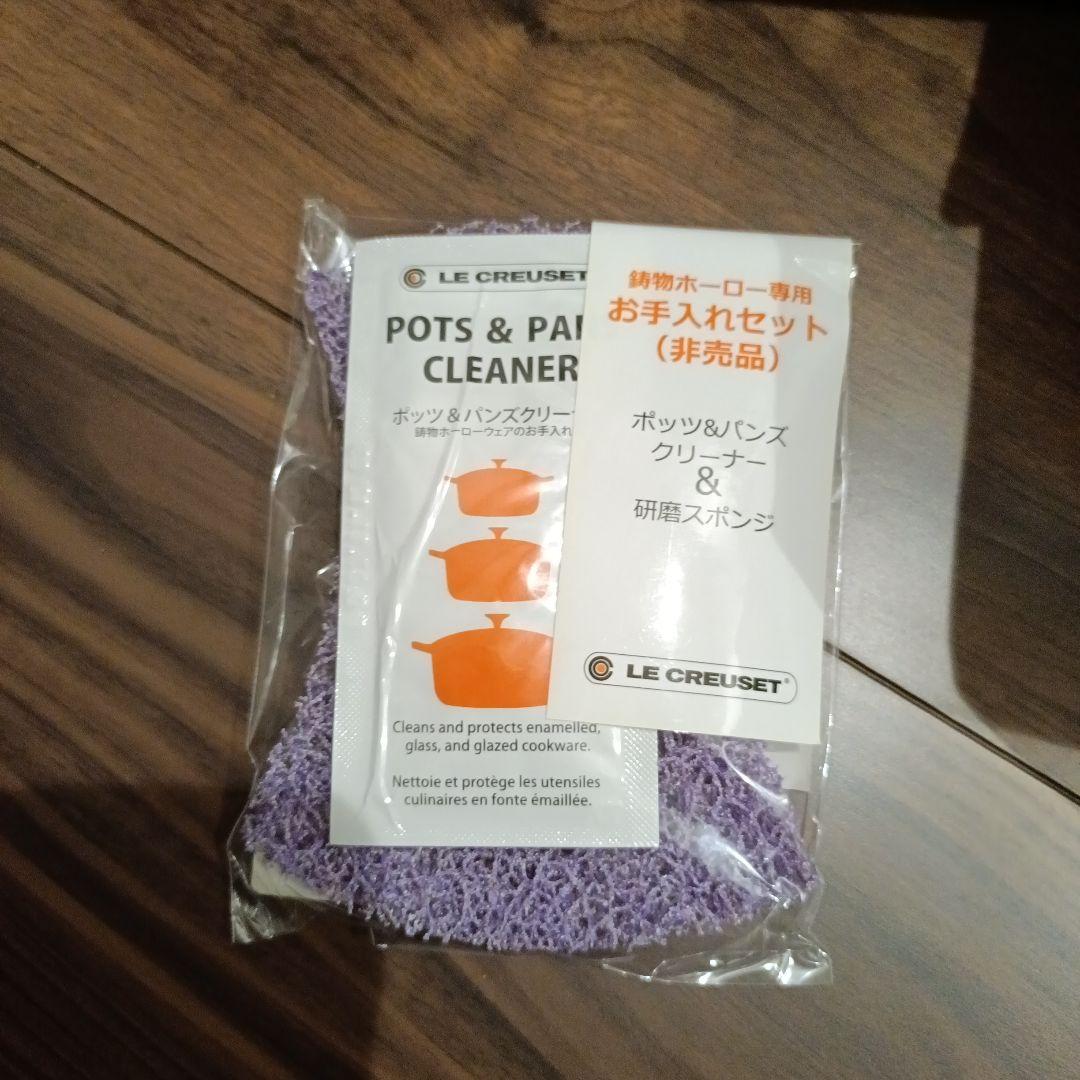 LE CREUSET
POTS & PA
CLEANER
ポッツ&パンズクリー
鋳物ホーローウェアのお手入れ
Cleans and protects enamelled,
glass, and glazed cookware.
Nettoie et protège les utensiles
culinaires en fonte émaillée.
鋳物ホーロー専用
お手入れセット
(非売品)
ポッツ&パンズ
クリーナー
&
研磨スポンジ
LE CREUSET®